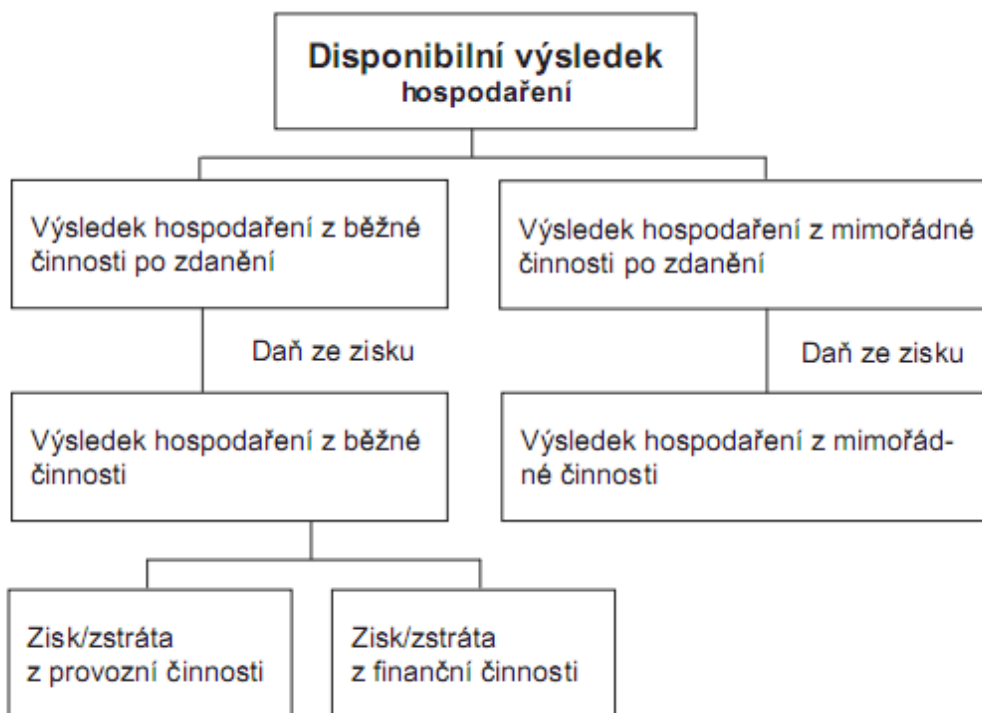 Disponibilní výsledek
hospodaření
Výsledek hospodaření z běžné
činnosti po zdanění
Výsledek hospodaření z mimořádné
činnosti po zdanění
Daň ze zisku
Daň ze zisku
Výsledek hospodaření z běžné
činnosti
Výsledek hospodaření z mimořád-
né činnosti
Zisk/zstráta
z provozní činnosti
Zisk/zstráta
z finanční činnosti